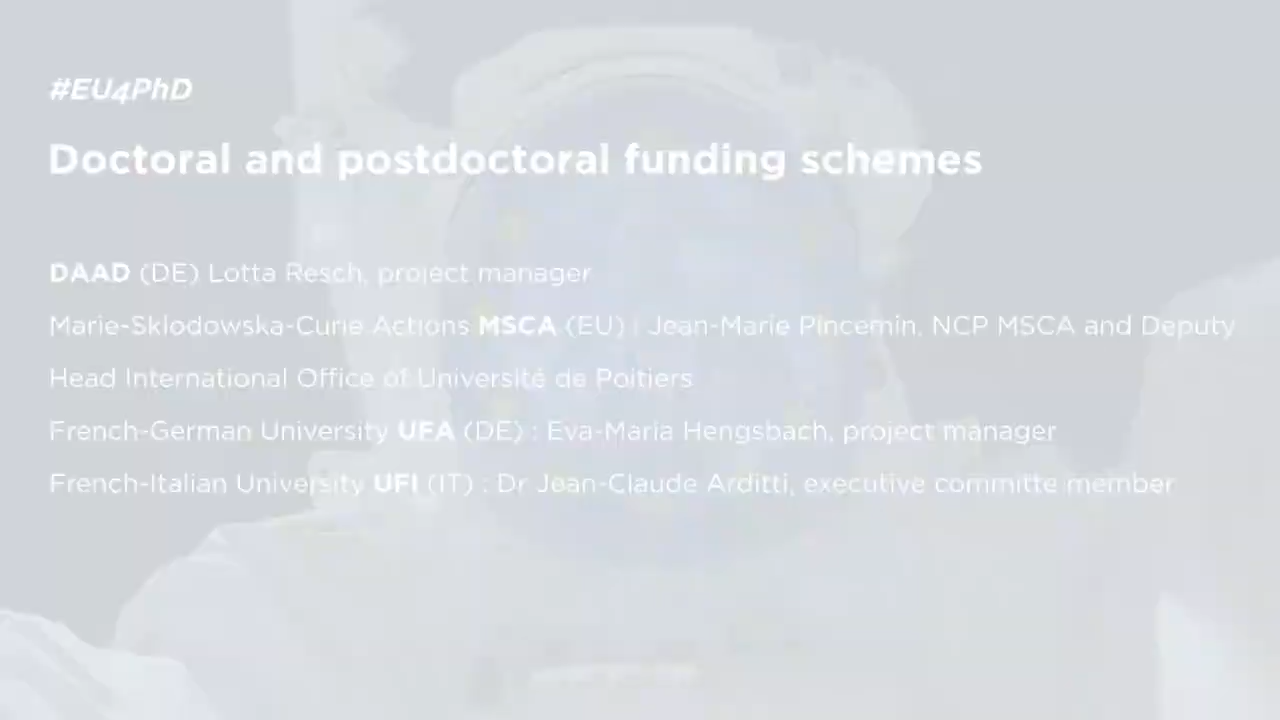 #EU4PhD
Doctoral and postdoctoral funding schemes
DAAD (DE) Lotta Resch, project manager
Marie-Sklodowska-Curie Actions MSCA (EU) : Jean-Marie Pincemin, NCP MSCA and Deputy
Head International Office of Université de Poitiers
French-German University UFA (DE) : Eva-Maria Hengsbach, project manager
French-Italian University UFI (IT) : Dr Jean-Claude Arditti, executive committe member